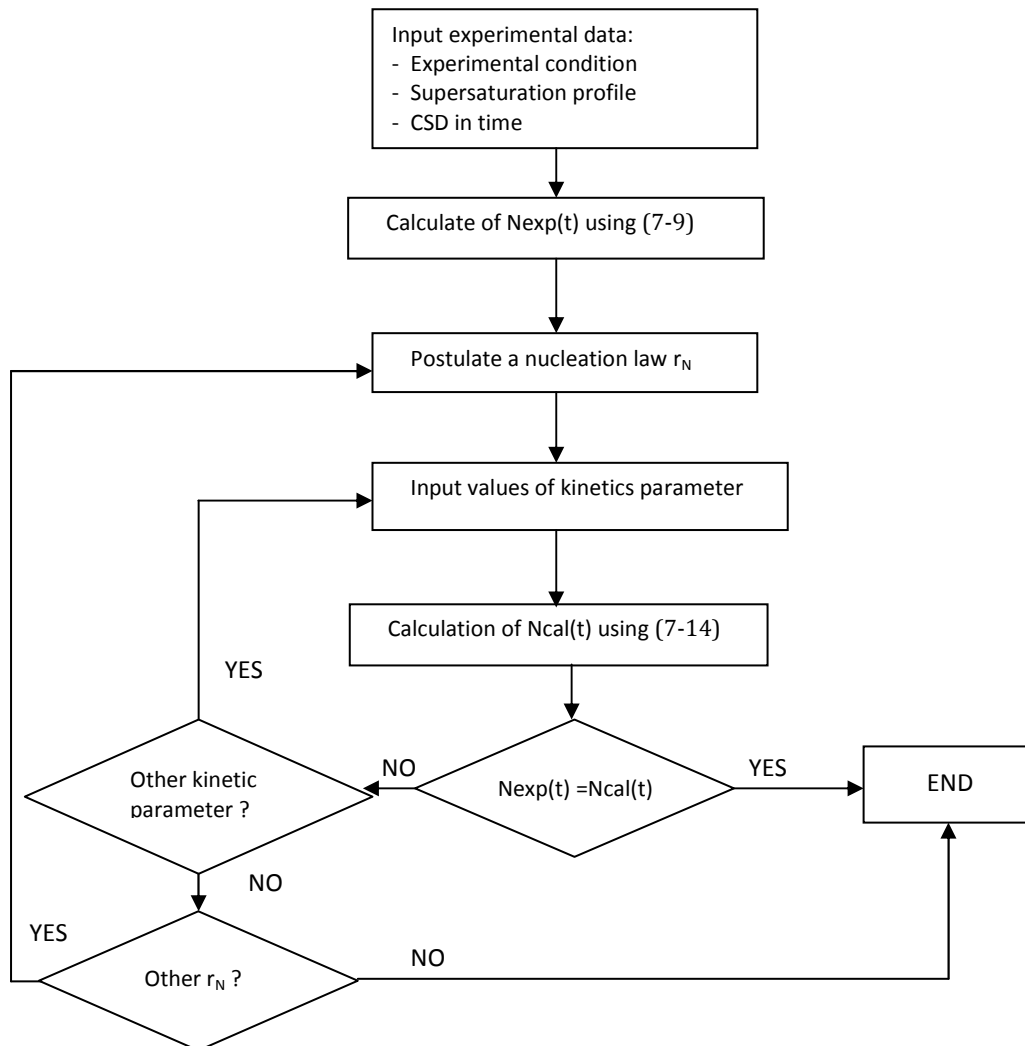 Input experimental data:
- Experimental condition
- Supersaturation profile
- CSD in time
Calculate of Nexp(t) using (7-9)
Postulate a nucleation law rN
Input values of kinetics parameter
Calculation of Ncal(t) using (7-14)
YES
Other kinetic
parameter ?
NO
Nexp(t) =Ncal(t)
YES
END
NO
YES
Other rN ?
NO